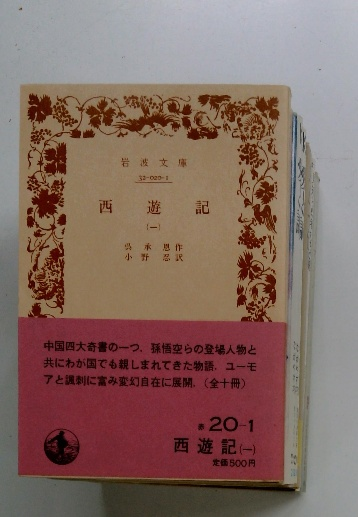 岩波文庫
32-020-1
西遊記
(一)
呉承恩作
小野忍訳
中国四大奇書の一つ、孫悟空らの登場人物と
共にわが国でも親しまれてきた物語。ユーモ
アと諷刺に富み変幻自在に展開。(全十冊)
赤20-1
西遊記(一)
定価500円